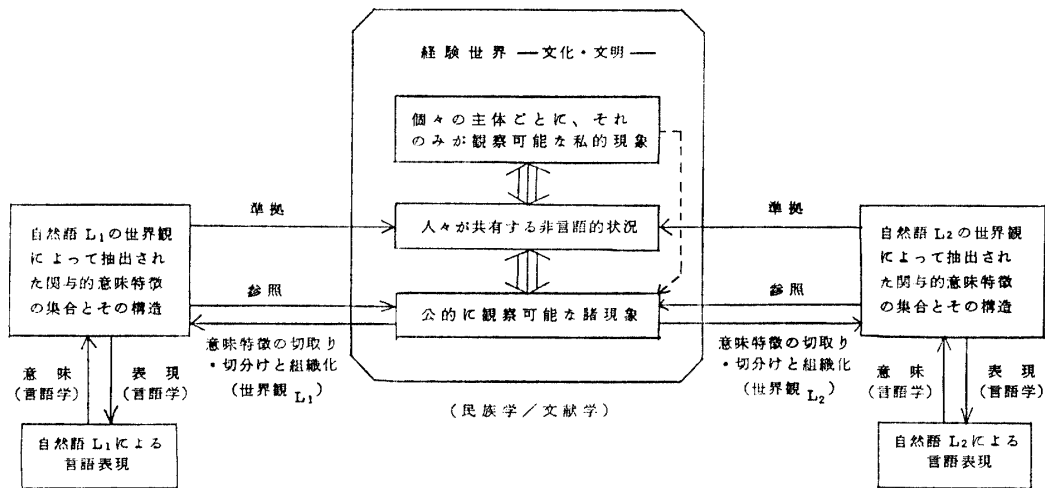 経験世界 ―文化・文明―
個々の主体ごとに、それ
のみが観察可能な私的現象
人々が共有する非言語的状況
公的に観察可能な諸現象
(民族学/文献学)
準拠
参照
意味特徴の切取り
・切分けと組織化
(世界観 L1)
自然語L1の世界観
によって抽出され
た関与的意味特徴
の集合とその構造
意味
(言語学)
表現
(言語学)
自然語L1による
言語表現
準拠
参照
意味特徴の切取り
・切分けと組織化
(世界観 L2)
自然語L2の世界観
によって抽出され
た関与的意味特徴
の集合とその構造
意味
(言語学)
表現
(言語学)
自然語L2による
言語表現